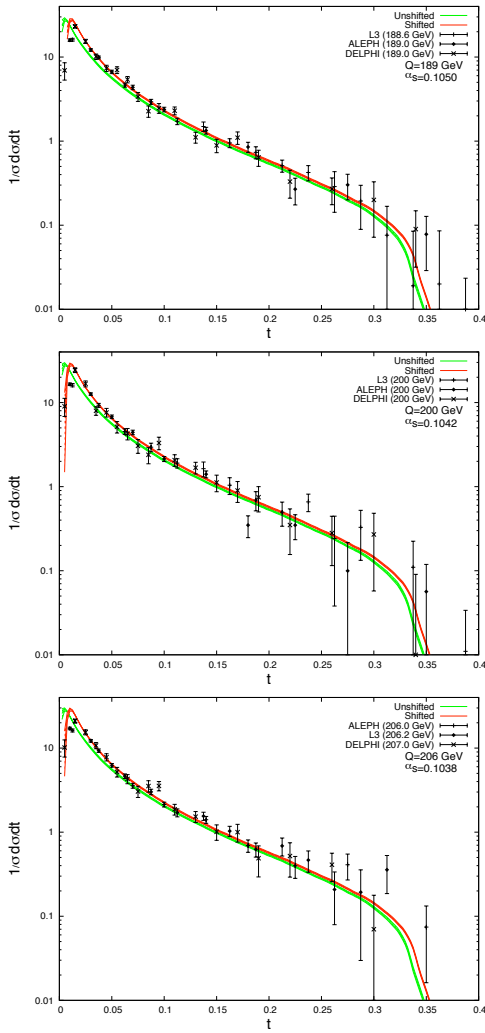 Unshifted
Shifted
L3 (188.6 GeV)
ALEPH (189.0 GeV)
DELPHI (189.0 GeV)
Q=189 GeV
αs=0.1050
1/σ dσ/dt
10
1
0.1
0.01
0 0.05 0.1 0.15 0.2 0.25 0.3 0.35 0.4
t
Unshifted
Shifted
L3 (200 GeV)
ALEPH (200 GeV)
DELPHI (200 GeV)
Q=200 GeV
αs=0.1042
1/σ dσ/dt
10
1
0.1
0.01
0 0.05 0.1 0.15 0.2 0.25 0.3 0.35 0.4
t
Unshifted
Shifted
ALEPH (206.0 GeV)
L3 (206.2 GeV)
DELPHI (207.0 GeV)
Q=206 GeV
αs=0.1038
1/σ dσ/dt
10
1
0.1
0.01
0 0.05 0.1 0.15 0.2 0.25 0.3 0.35 0.4
t